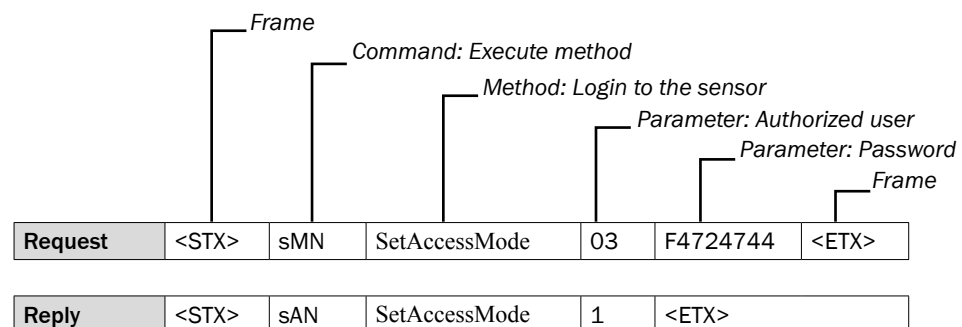 Frame
Command: Execute method
Method: Login to the sensor
Parameter: Authorized user
Parameter: Password
Frame
Request <STX> sMN SetAccessMode 03 F4724744 <ETX>
Reply <STX> sAN SetAccessMode 1 <ETX>